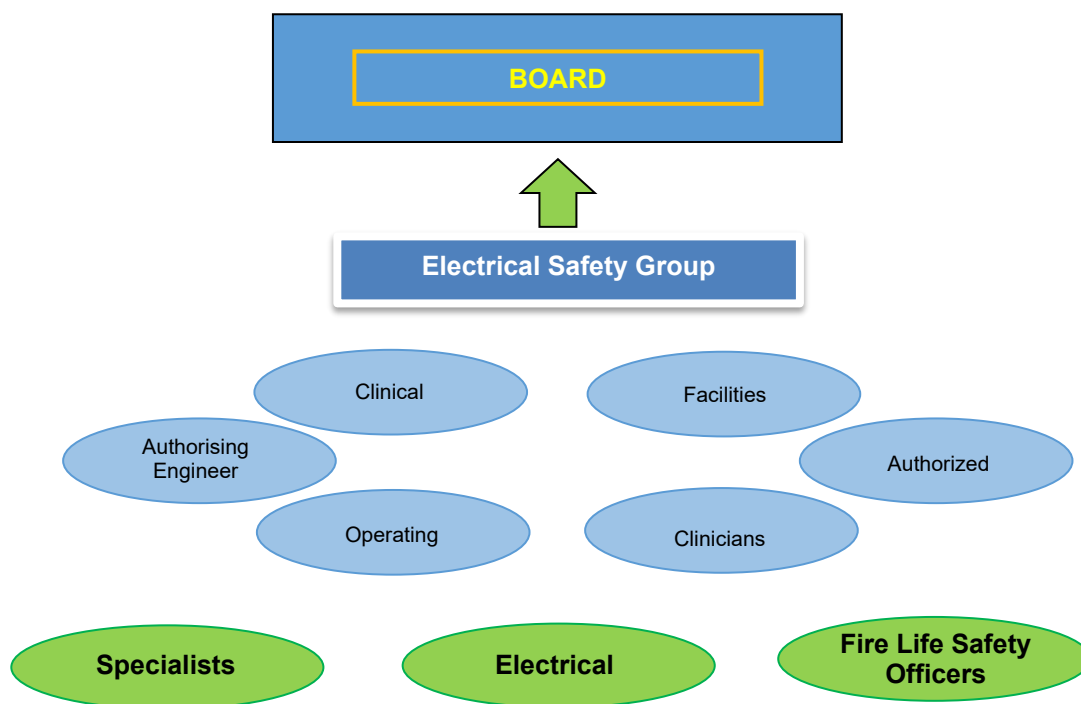 BOARD
Electrical Safety Group
Clinical
Facilities
Authorising
Engineer
Authorized
Operating
Clinicians
Specialists
Electrical
Fire Life Safety
Officers